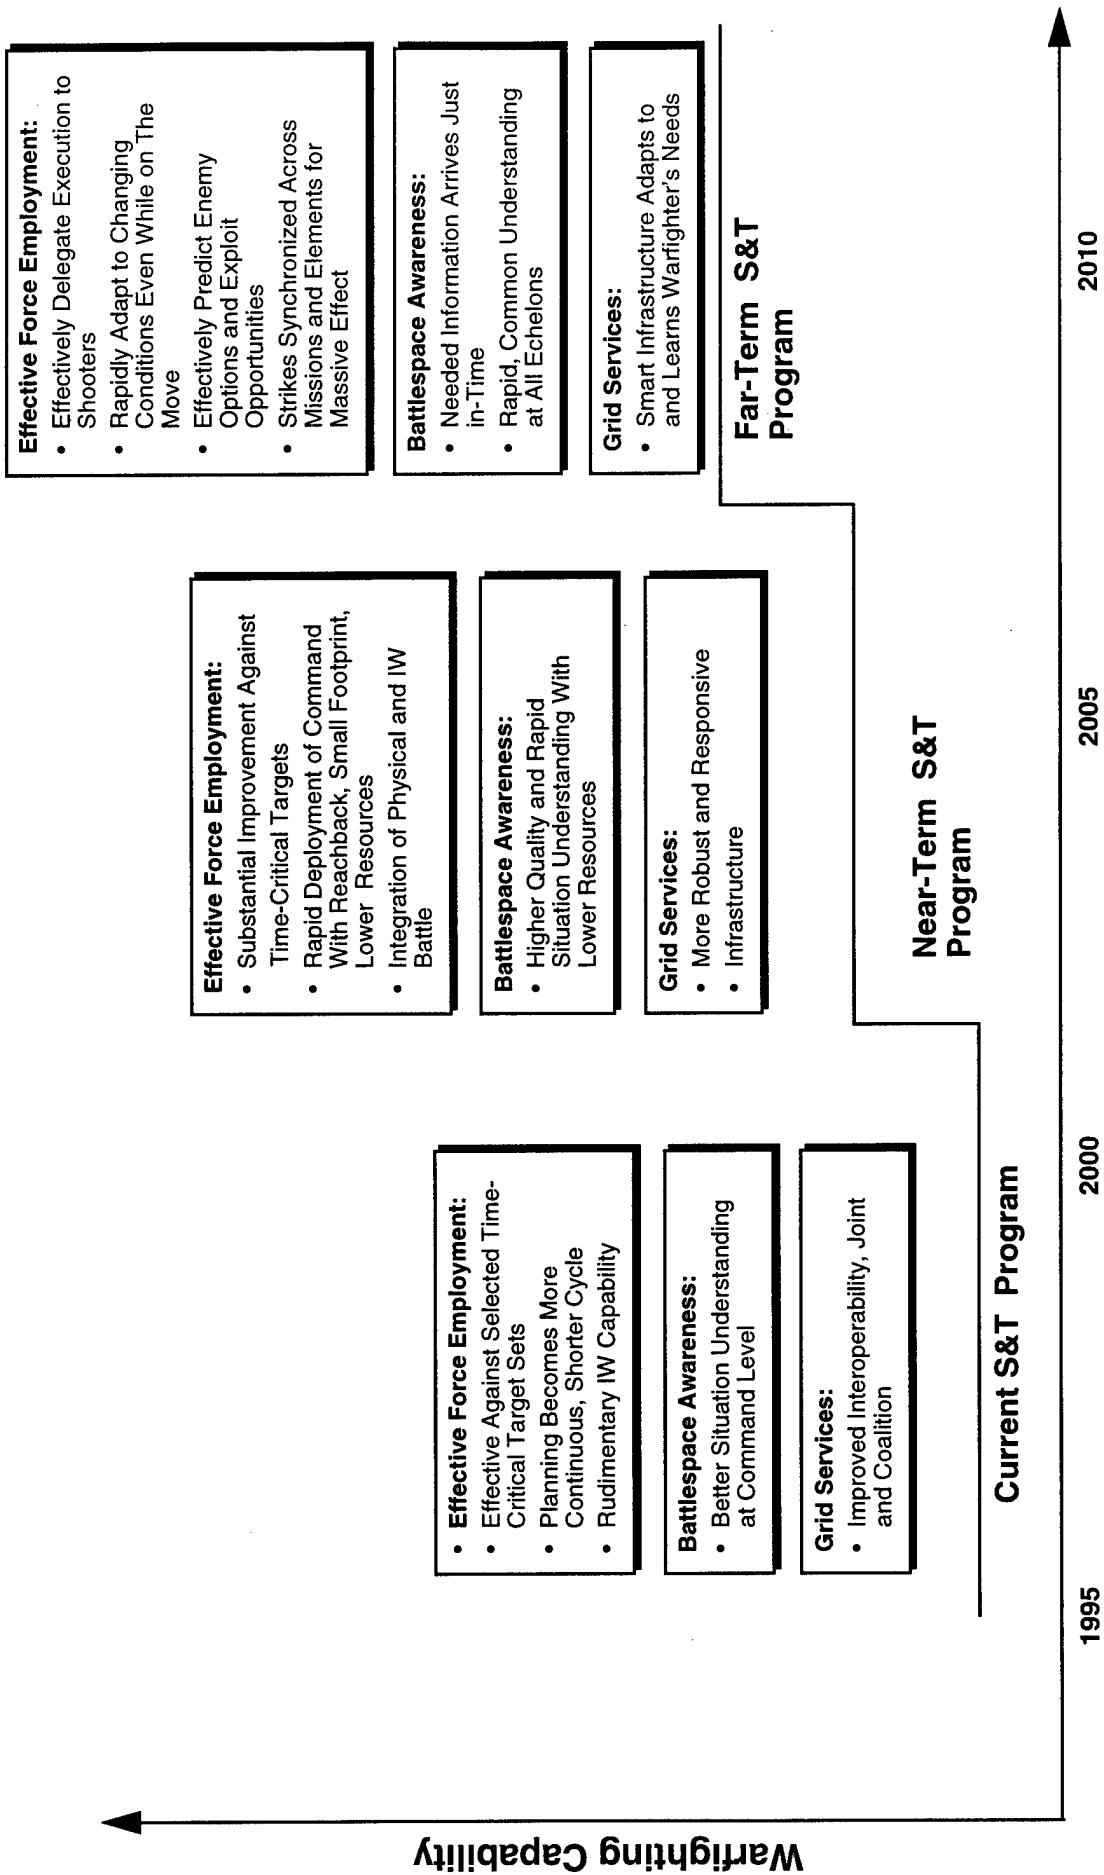 Warfighting Capability
• Effective Force Employment:
• Effective Against Selected Time-
Critical Target Sets
• Planning Becomes More
Continuous, Shorter Cycle
• Rudimentary IW Capability
Battlespace Awareness:
• Better Situation Understanding
at Command Level
Grid Services:
• Improved Interoperability, Joint
and Coalition
Current S&T Program
Effective Force Employment:
• Substantial Improvement Against
Time-Critical Targets
• Rapid Deployment of Command
With Reachback, Small Footprint,
Lower Resources
• Integration of Physical and IW
Battle
Battlespace Awareness:
• Higher Quality and Rapid
Situation Understanding With
Lower Resources
Grid Services:
• More Robust and Responsive
• Infrastructure
Near-Term S&T
Program
Effective Force Employment:
• Effectively Delegate Execution to
Shooters
• Rapidly Adapt to Changing
Conditions Even While on The
Move
• Effectively Predict Enemy
Options and Exploit
Opportunities
• Strikes Synchronized Across
Missions and Elements for
Massive Effect
Battlespace Awareness:
• Needed Information Arrives Just
in-Time
• Rapid, Common Understanding
at All Echelons
Grid Services:
• Smart Infrastructure Adapts to
and Learns Warfighter's Needs
Far-Term S&T
Program
1995
2000
2005
2010